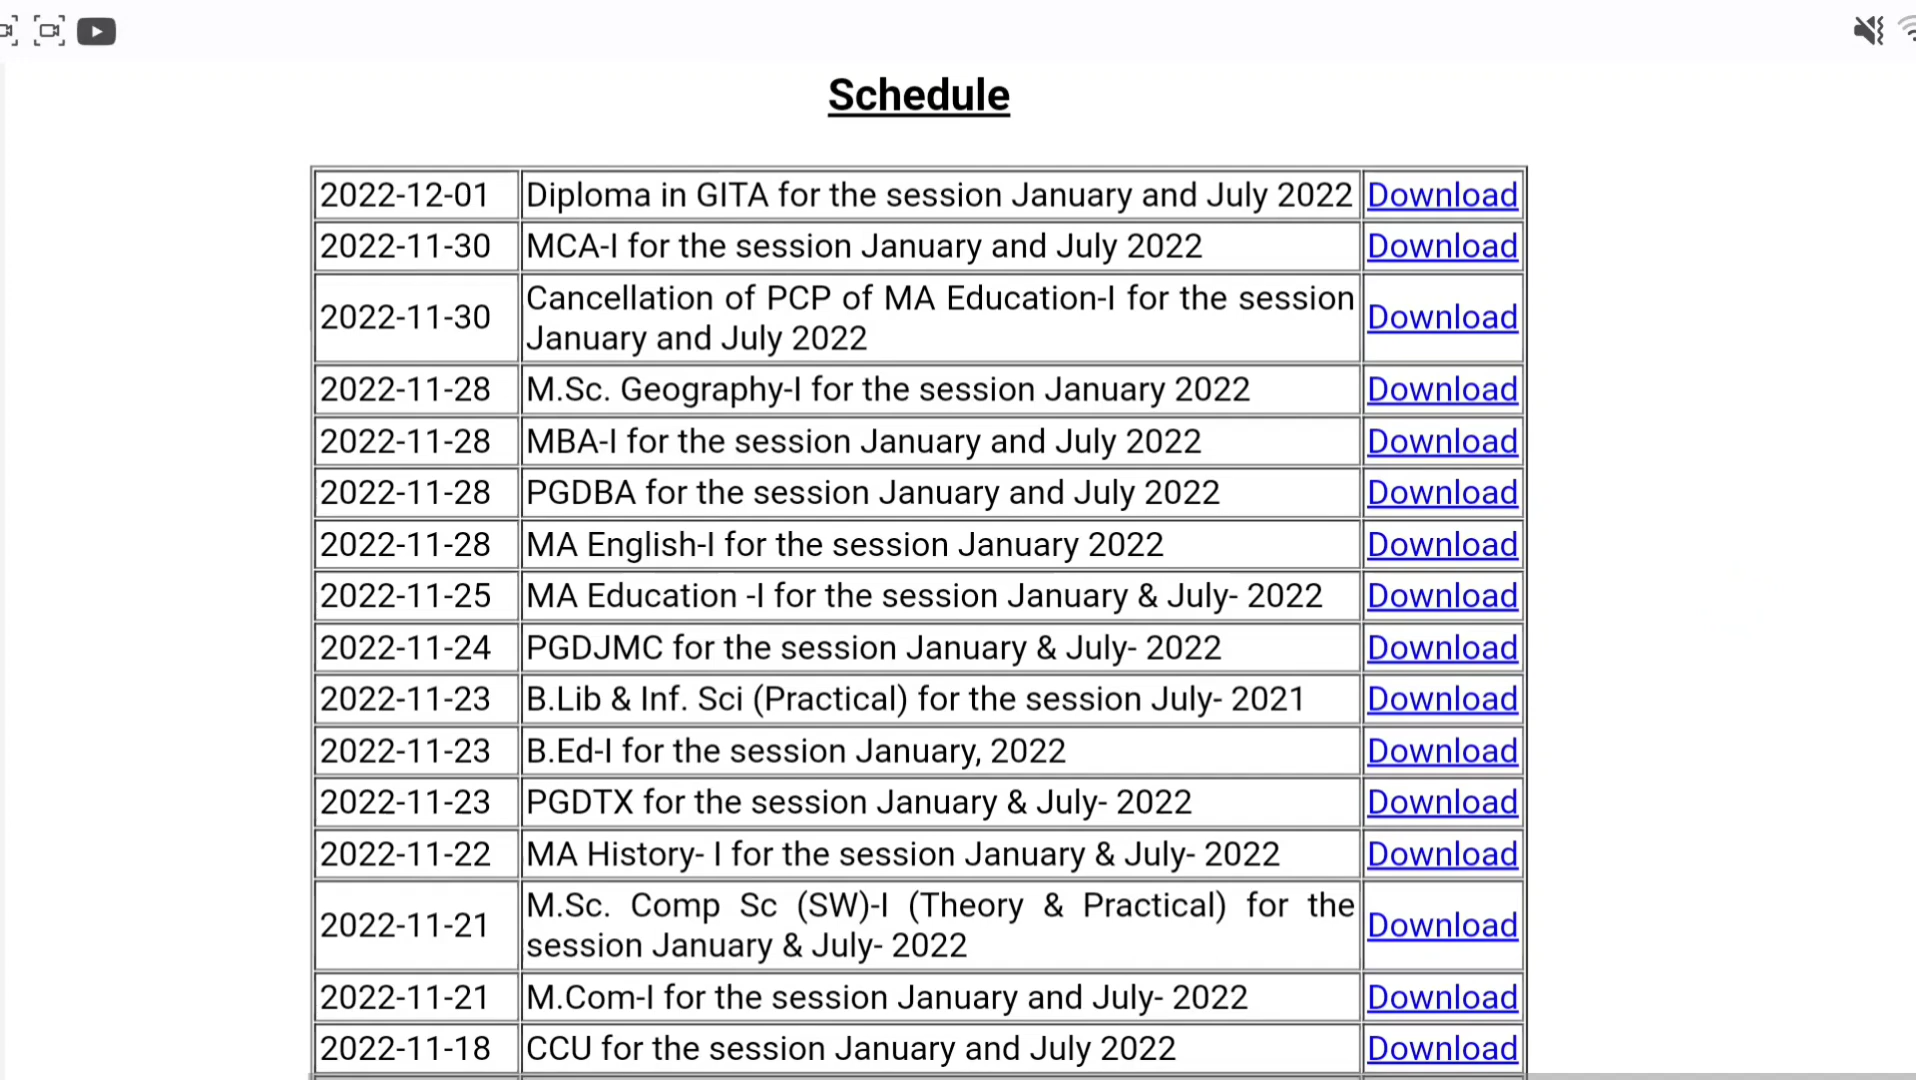 Schedule
2022-12-01 Diploma in GITA for the session January and July 2022 Download
2022-11-30 MCA-I for the session January and July 2022 Download
2022-11-30 Cancellation of PCP of MA Education-I for the session
January and July 2022 Download
2022-11-28 M.Sc. Geography-I for the session January 2022 Download
2022-11-28 MBA-I for the session January and July 2022 Download
2022-11-28 PGDBA for the session January and July 2022 Download
2022-11-28 MA English-I for the session January 2022 Download
2022-11-25 MA Education -I for the session January & July- 2022 Download
2022-11-24 PGDJMC for the session January & July- 2022 Download
2022-11-23 B.Lib & Inf. Sci (Practical) for the session July- 2021 Download
2022-11-23 B.Ed-I for the session January, 2022 Download
2022-11-23 PGDTX for the session January & July- 2022 Download
2022-11-22 MA History- I for the session January & July- 2022 Download
2022-11-21 M.Sc. Comp Sc (SW)-I (Theory & Practical) for the
session January & July- 2022 Download
2022-11-21 M.Com-I for the session January and July- 2022 Download
2022-11-18 CCU for the session January and July 2022 Download